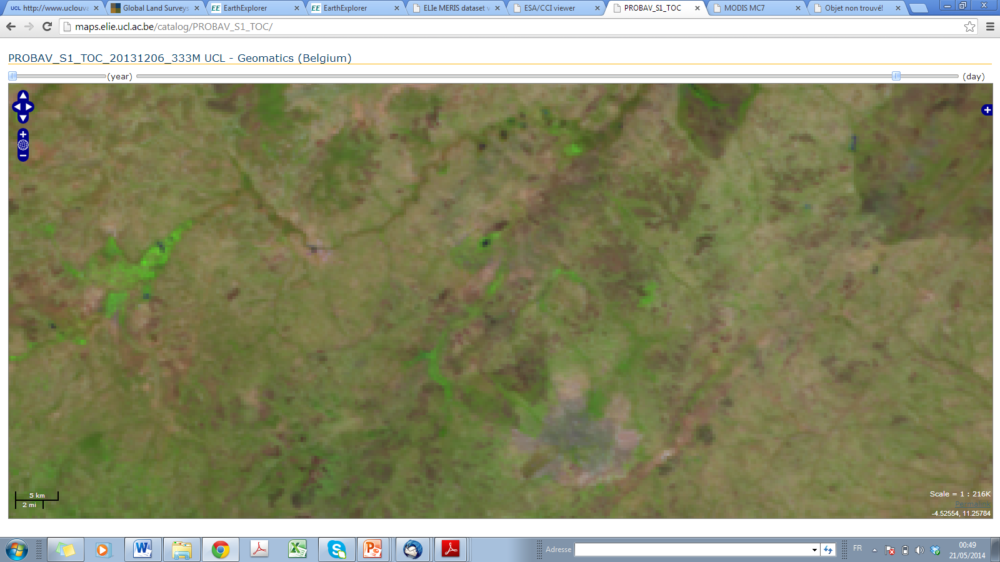 UCL http://www.uclouva
Global Land Surveys
EE EarthExplorer
EE EarthExplorer
ELIe MERIS dataset v
ESA/CCI viewer
PROBAV_S1_TOC
MODIS MC7
Objet non trouvé!
maps.elie.ucl.ac.be/catalog/PROBAV_S1_TOC/
PROBAV_S1_TOC_20131206_333M UCL - Geomatics (Belgium)
(year) (day)
5 km
2 mi
Scale = 1 : 216K
Permalink
-4.52554, 11.25784
Adresse
FR
00:49
21/05/2014